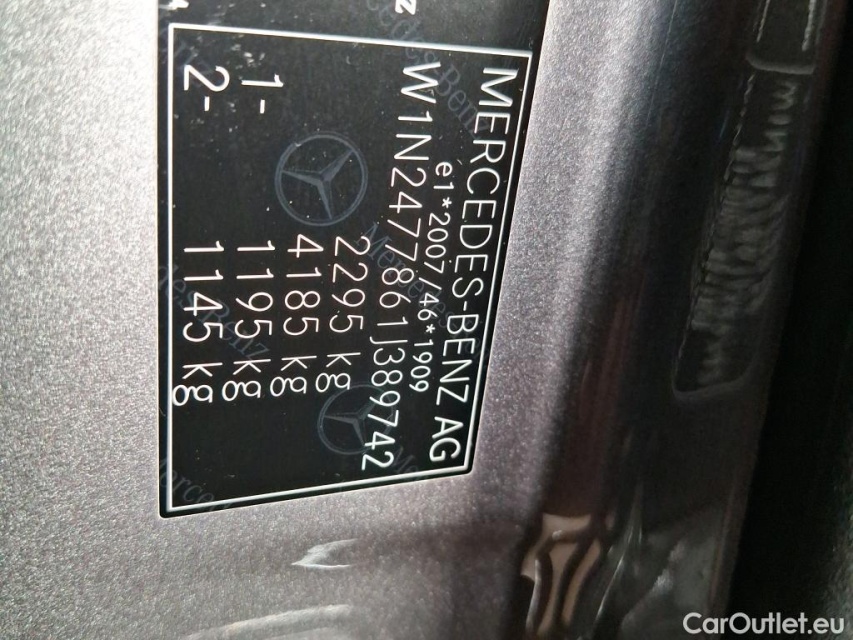 MERCEDES-BENZ AG
e1*2007/46*1909
W1N2477861J389742
2295 kg
4185 kg
1- 1195 kg
2- 1145 kg
CarOutlet.eu